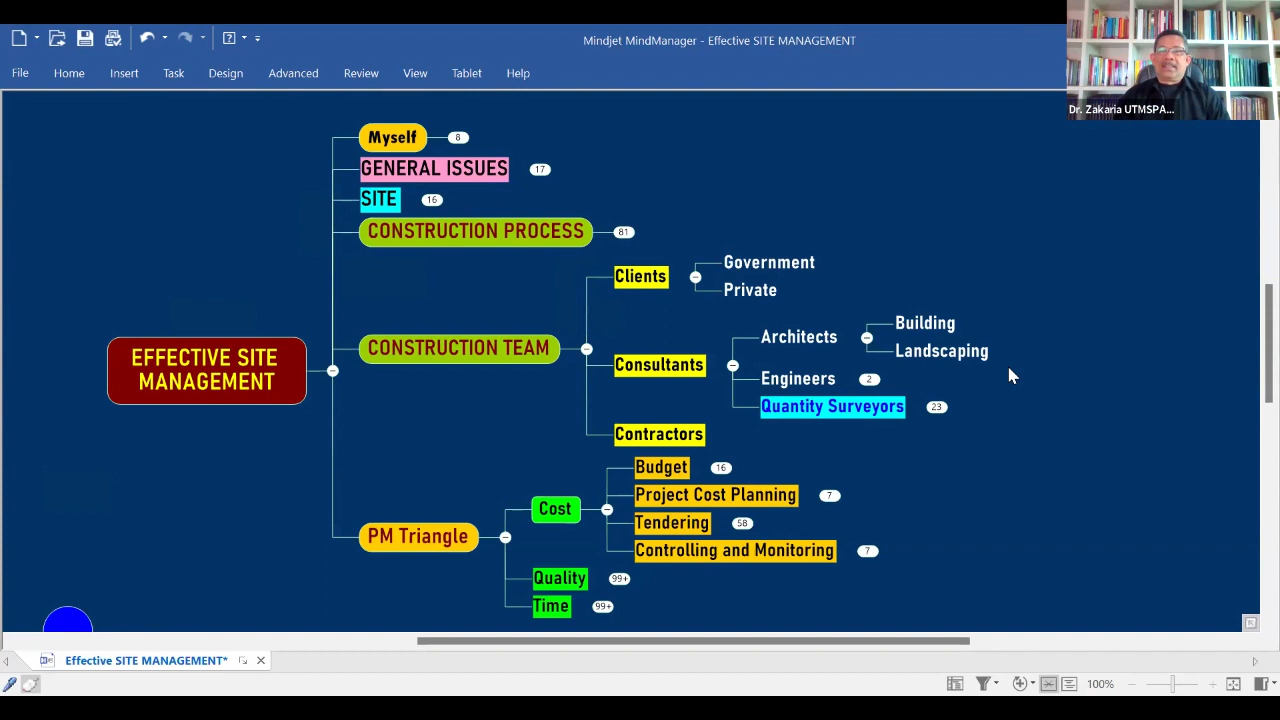 Mindjet MindManager - Effective SITE MANAGEMENT
File Home Insert Task Design Advanced Review View Tablet Help
Dr. Zakaria UTMSPA...
Myself 8
GENERAL ISSUES 17
SITE 16
CONSTRUCTION PROCESS 81
Clients
Government
Private
EFFECTIVE SITE
MANAGEMENT
CONSTRUCTION TEAM
Consultants
Architects
Building
Landscaping
Engineers 2
Quantity Surveyors 23
Contractors
PM Triangle
Cost
Budget 16
Project Cost Planning 7
Tendering 58
Controlling and Monitoring 7
Quality 99+
Time 99+
Effective SITE MANAGEMENT*
100%